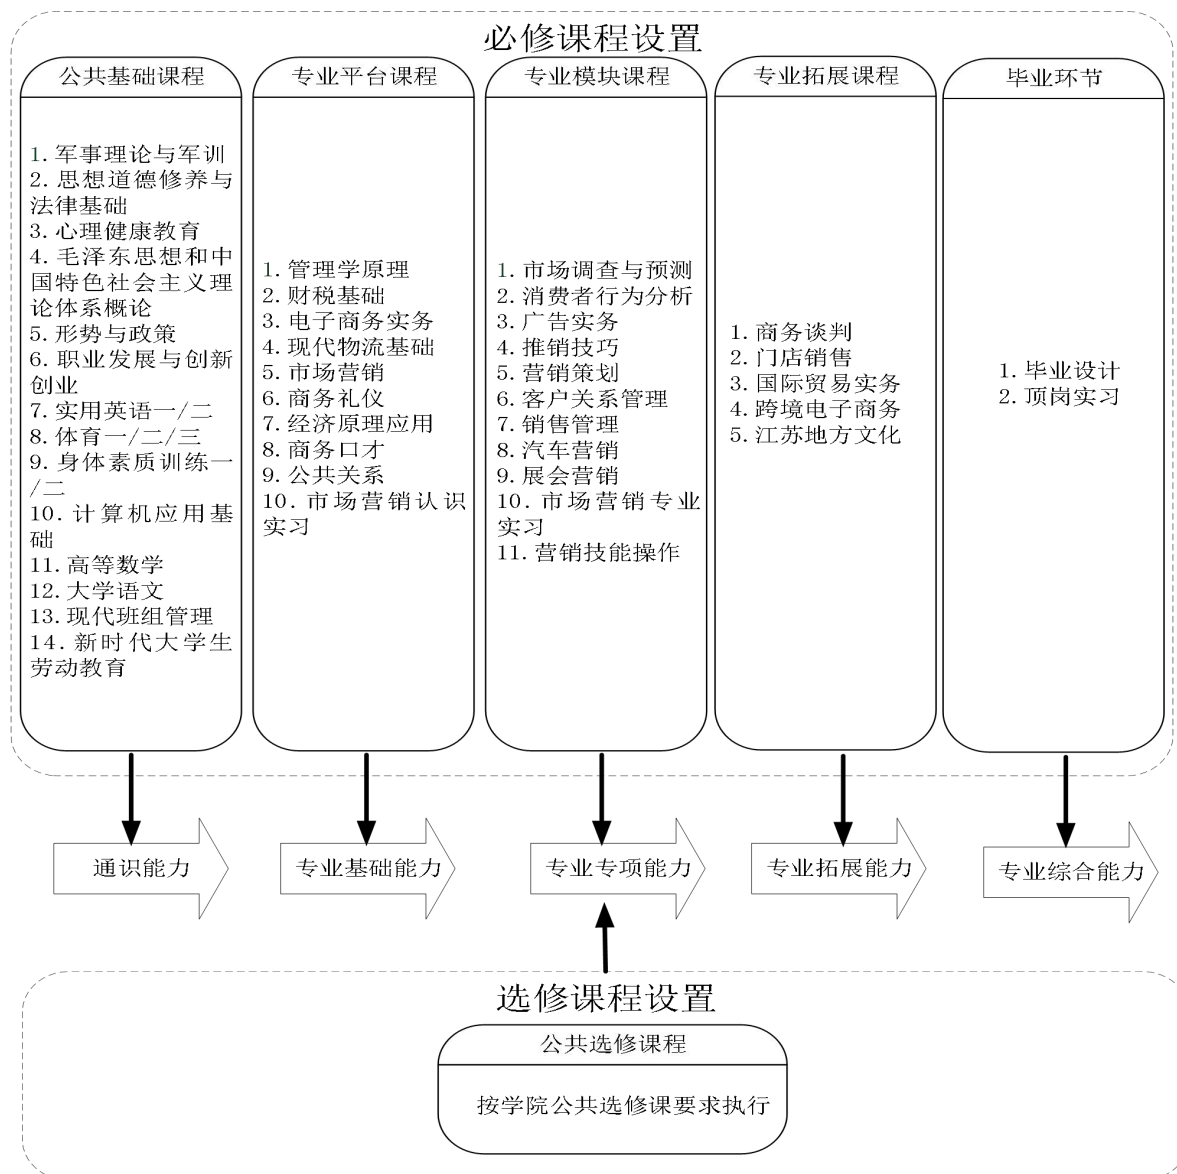 必修课程设置
公共基础课程
1. 军事理论与军训
2. 思想道德修养与
法律基础
3. 心理健康教育
4. 毛泽东思想和中
国特色社会主义理
论体系概论
5. 形势与政策
6. 职业发展与创新
创业
7. 实用英语一/二
8. 体育一/二/三
9. 身体素质训练一
/二
10. 计算机应用基
础
11. 高等数学
12. 大学语文
13. 现代班组管理
14. 新时代大学生
劳动教育
专业平台课程
1. 管理学原理
2. 财税基础
3. 电子商务实务
4. 现代物流基础
5. 市场营销
6. 商务礼仪
7. 经济原理应用
8. 商务口才
9. 公共关系
10. 市场营销认识
实习
专业模块课程
1. 市场调查与预测
2. 消费者行为分析
3. 广告实务
4. 推销技巧
5. 营销策划
6. 客户关系管理
7. 销售管理
8. 汽车营销
9. 展会营销
10. 市场营销专业
实习
11. 营销技能操作
专业拓展课程
1. 商务谈判
2. 门店销售
3. 国际贸易实务
4. 跨境电子商务
5. 江苏地方文化
毕业环节
1. 毕业设计
2. 顶岗实习
通识能力
专业基础能力
专业专项能力
专业拓展能力
专业综合能力
选修课程设置
公共选修课程
按学院公共选修课要求执行